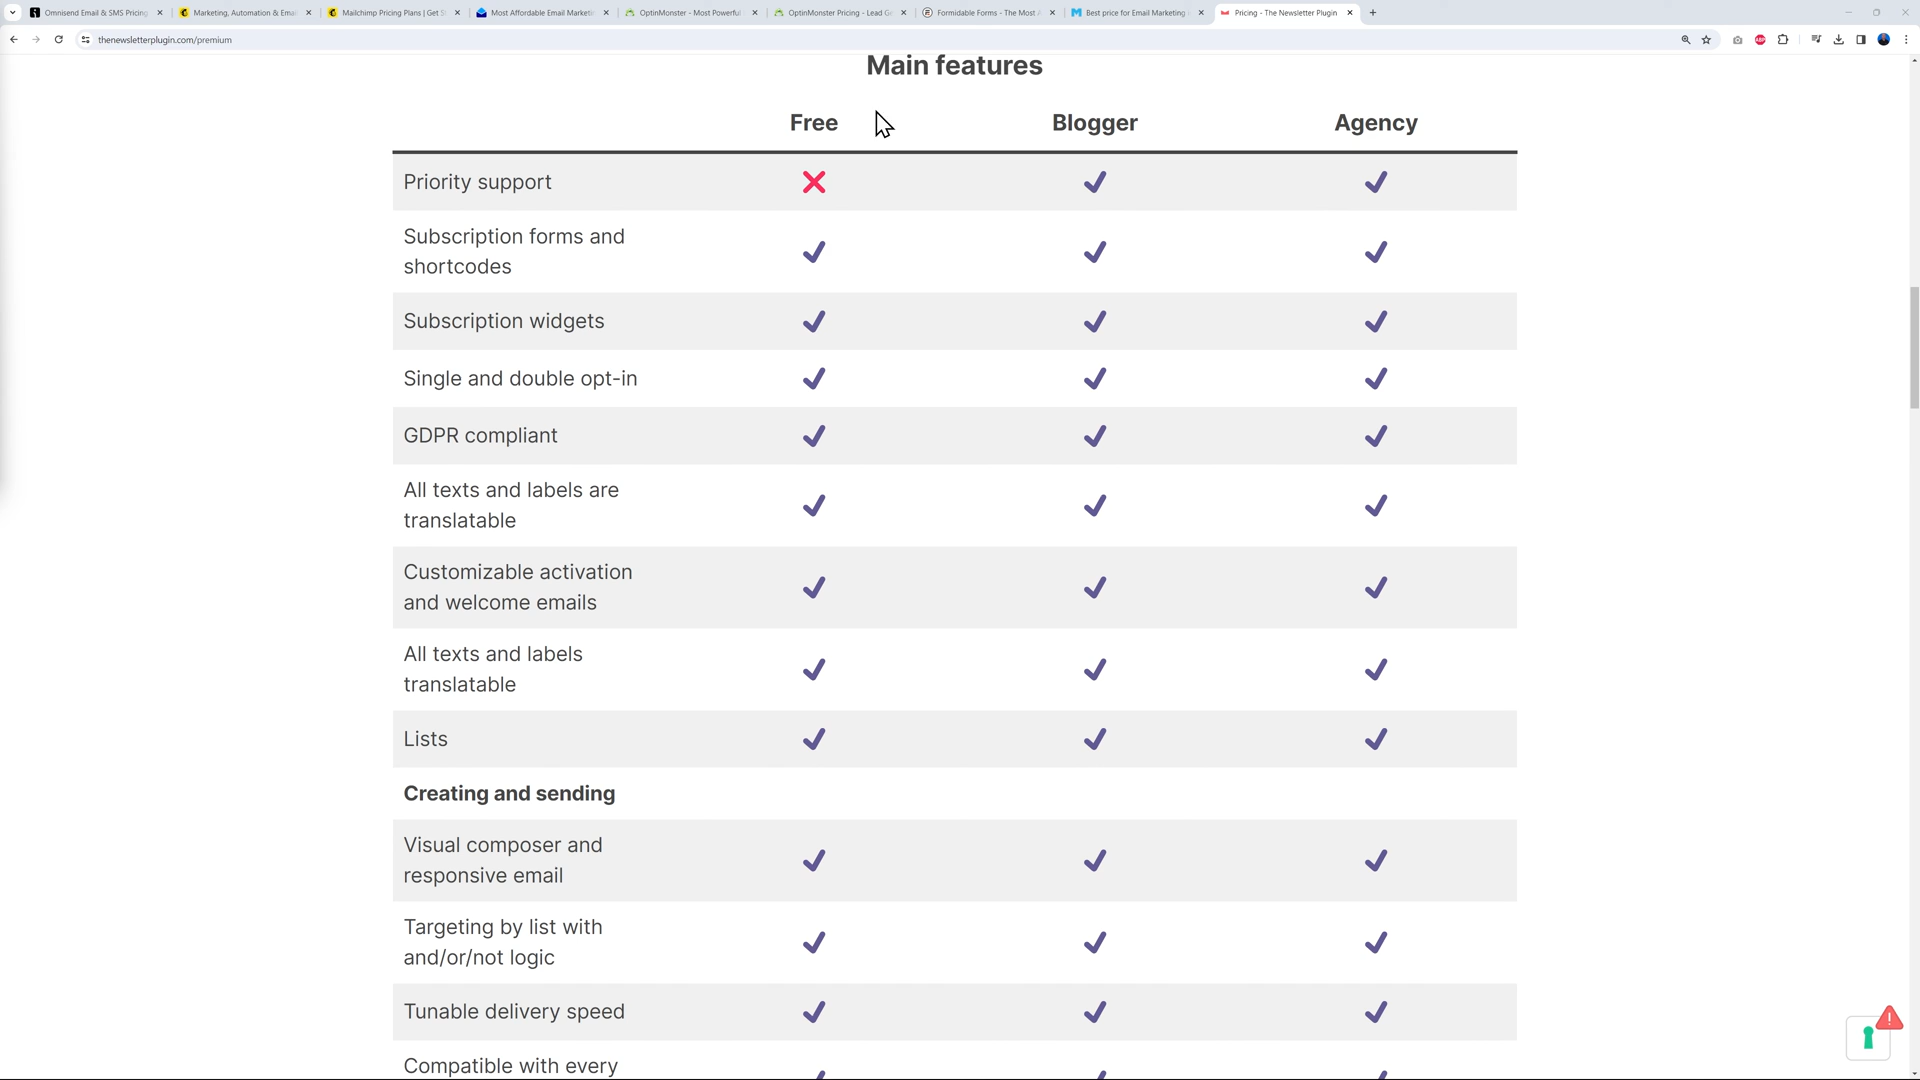 Omnisend Email & SMS Pricing
Marketing, Automation & Emai
Mailchimp Pricing Plans | Get S
Most Affordable Email Marketin
OptinMonster - Most Powerful
OptinMonster Pricing - Lead Ge
Formidable Forms - The Most A
Best price for Email Marketing
Pricing - The Newsletter Plugin
thenewsletterplugin.com/premium
ABP
Main features
Free Blogger Agency
Priority support
Subscription forms and
shortcodes
Subscription widgets
Single and double opt-in
GDPR compliant
All texts and labels are
translatable
Customizable activation
and welcome emails
All texts and labels
translatable
Lists
Creating and sending
Visual composer and
responsive email
Targeting by list with
and/or/not logic
Tunable delivery speed
Compatible with every